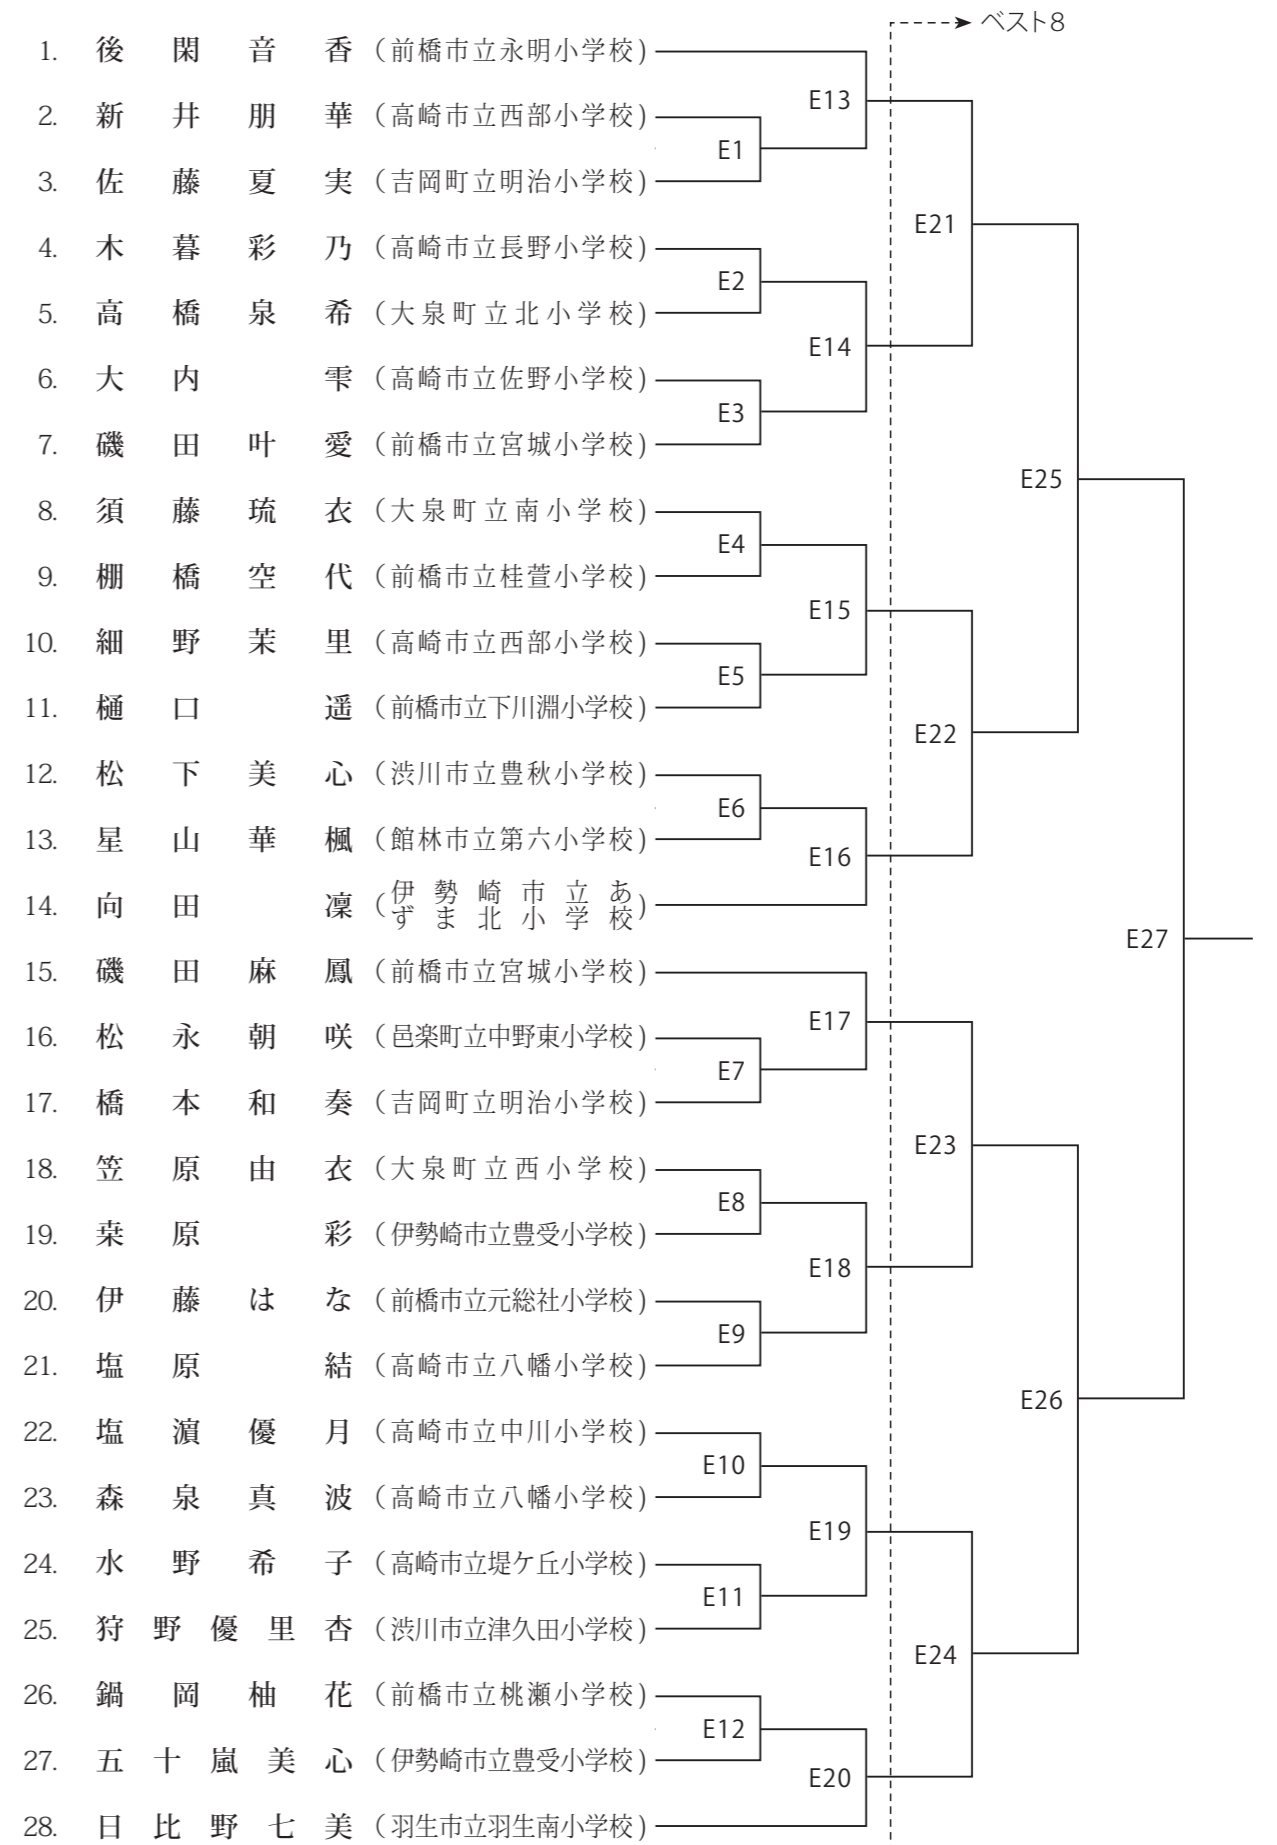 ベスト8
1. 後閑音香 (前橋市立永明小学校)
E13
2. 新井朋華 (高崎市立西部小学校)
E1
3. 佐藤夏実 (吉岡町立明治小学校)
E21
4. 木暮彩乃 (高崎市立長野小学校)
E2
5. 高橋泉希 (大泉町立北小学校)
E14
6. 大内雫 (高崎市立佐野小学校)
E3
7. 磯田叶愛 (前橋市立宮城小学校)
E25
8. 須藤琉衣 (大泉町立南小学校)
E4
9. 棚橋空代 (前橋市立桂萱小学校)
E15
10. 細野茉里 (高崎市立西部小学校)
E5
11. 樋口遥 (前橋市立下川淵小学校)
E22
12. 松下美心 (渋川市立豊秋小学校)
E6
13. 星山華楓 (館林市立第六小学校)
E16
14. 向田凜 (伊勢崎市立あ
ずま北小学校)
E27
15. 磯田麻鳳 (前橋市立宮城小学校)
E17
16. 松永朝咲 (邑楽町立中野東小学校)
E7
17. 橋本和奏 (吉岡町立明治小学校)
E23
18. 笠原由衣 (大泉町立西小学校)
E8
19. 桒原彩 (伊勢崎市立豊受小学校)
E18
20. 伊藤はな (前橋市立元総社小学校)
E9
21. 塩原結 (高崎市立八幡小学校)
E26
22. 塩濵優月 (高崎市立中川小学校)
E10
23. 森泉真波 (高崎市立八幡小学校)
E19
24. 水野希子 (高崎市立堤ケ丘小学校)
E11
25. 狩野優里杏 (渋川市立津久田小学校)
E24
26. 鍋岡柚花 (前橋市立桃瀬小学校)
E12
27. 五十嵐美心 (伊勢崎市立豊受小学校)
E20
28. 日比野七美 (羽生市立羽生南小学校)